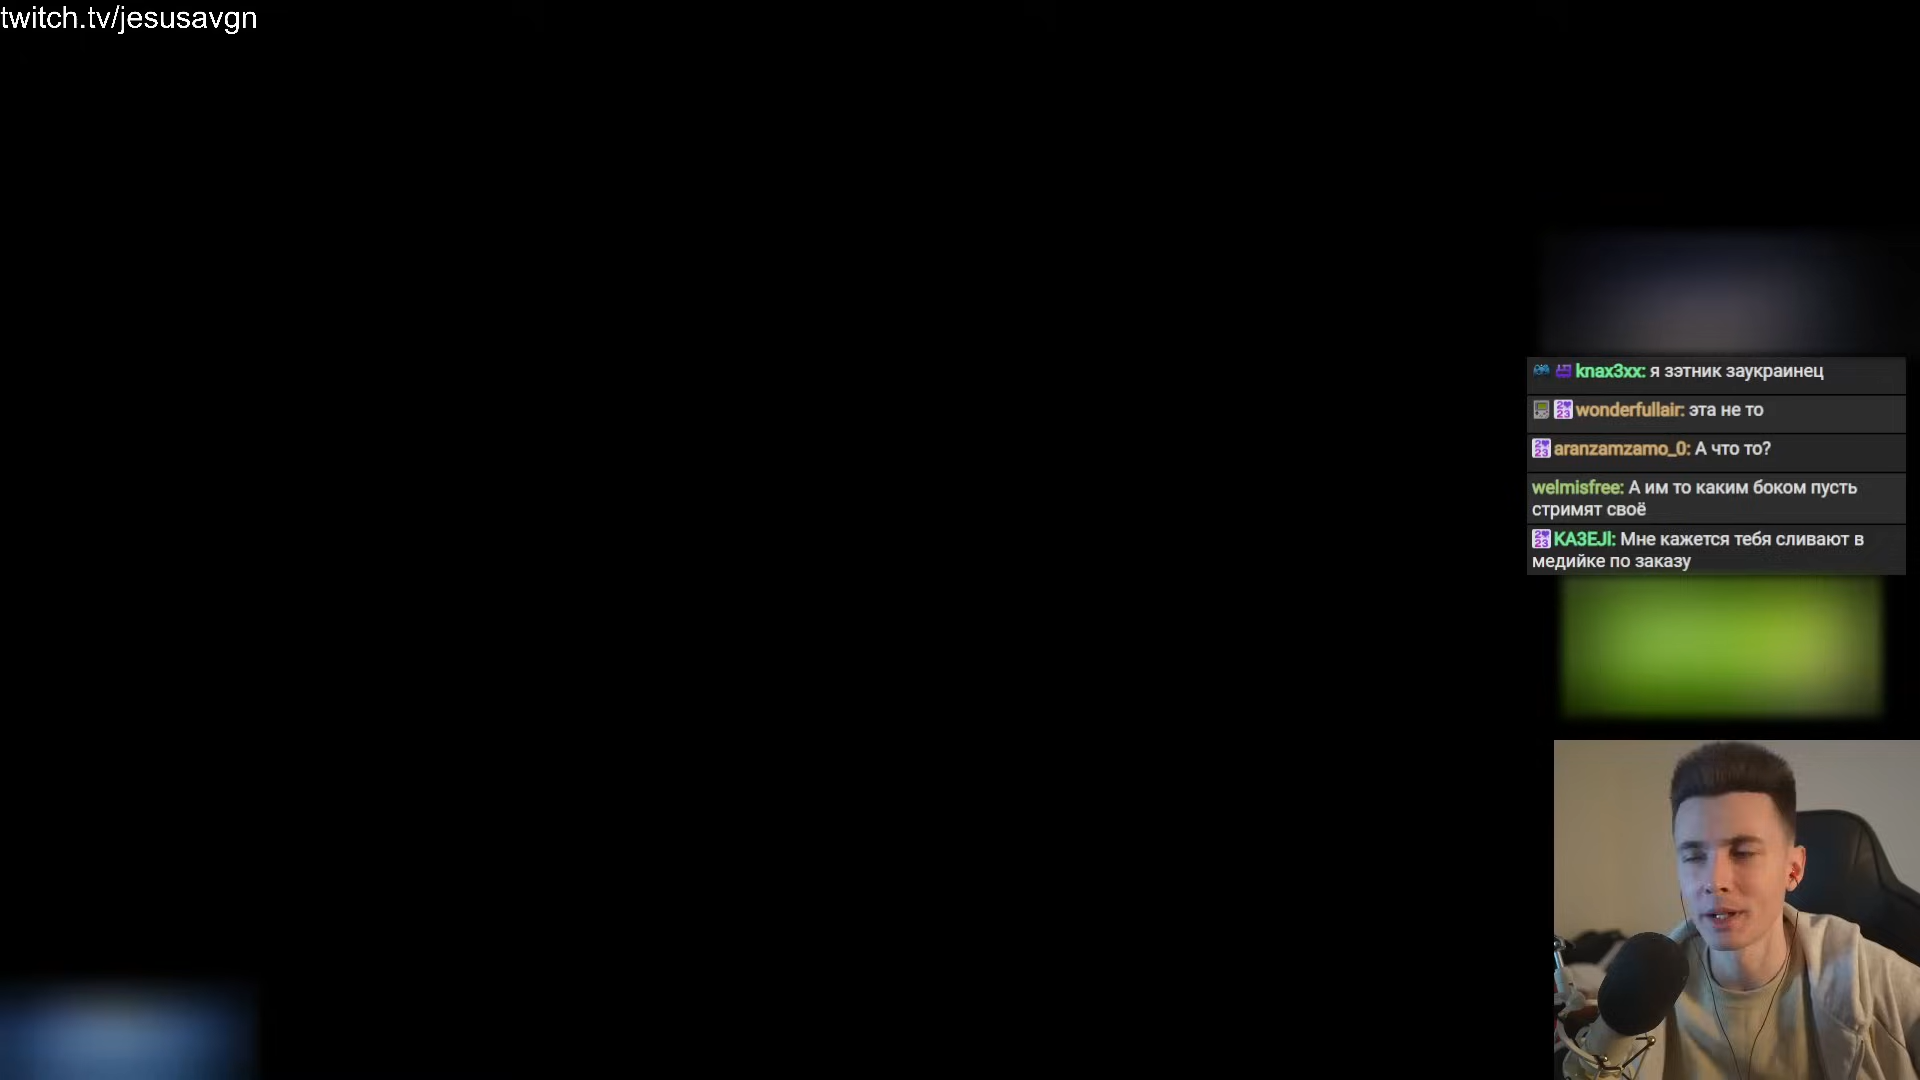 twitch.tv/jesusavgn
knax3xx: я зэтник заукраинец
wonderfullair: эта не то
aranzamzamo_0: А что то?
welmisfree: А им то каким боком пусть
стримят своё
KA3EJl: Мне кажется тебя сливают в
медийке по заказу